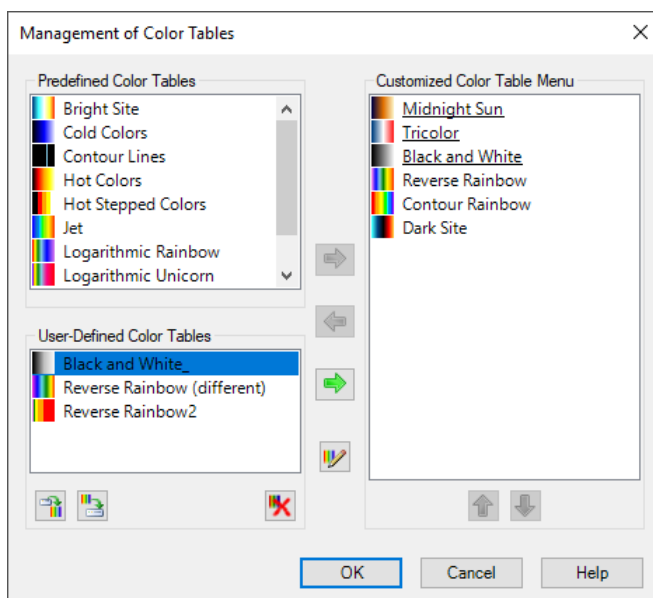 Management of Color Tables
Predefined Color Tables
Bright Site
Cold Colors
Contour Lines
Hot Colors
Hot Stepped Colors
Jet
Logarithmic Rainbow
Logarithmic Unicorn
User-Defined Color Tables
Black and White_
Reverse Rainbow (different)
Reverse Rainbow2
Customized Color Table Menu
Midnight Sun
Tricolor
Black and White
Reverse Rainbow
Contour Rainbow
Dark Site
OK
Cancel
Help